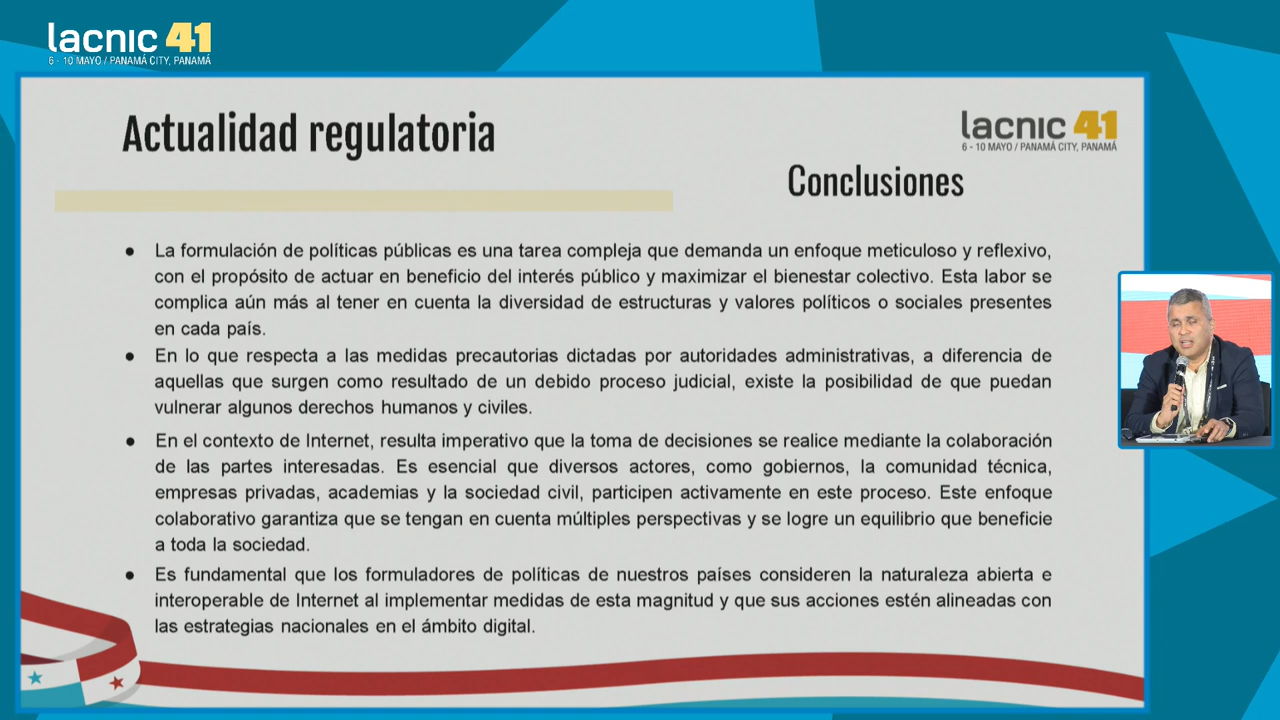 lacnic 41
6 - 10 MAYO / PANAMÁ CITY, PANAMÁ
Actualidad regulatoria
lacnic 41
6 - 10 MAYO / PANAMÁ CITY, PANAMÁ
Conclusiones
● La formulación de políticas públicas es una tarea compleja que demanda un enfoque meticuloso y reflexivo,
con el propósito de actuar en beneficio del interés público y maximizar el bienestar colectivo. Esta labor se
complica aún más al tener en cuenta la diversidad de estructuras y valores políticos o sociales presentes
en cada país.
● En lo que respecta a las medidas precautorias dictadas por autoridades administrativas, a diferencia de
aquellas que surgen como resultado de un debido proceso judicial, existe la posibilidad de que puedan
vulnerar algunos derechos humanos y civiles.
● En el contexto de Internet, resulta imperativo que la toma de decisiones se realice mediante la colaboración
de las partes interesadas. Es esencial que diversos actores, como gobiernos, la comunidad técnica,
empresas privadas, academias y la sociedad civil, participen activamente en este proceso. Este enfoque
colaborativo garantiza que se tengan en cuenta múltiples perspectivas y se logre un equilibrio que beneficie
a toda la sociedad.
● Es fundamental que los formuladores de políticas de nuestros países consideren la naturaleza abierta e
interoperable de Internet al implementar medidas de esta magnitud y que sus acciones estén alineadas con
las estrategias nacionales en el ámbito digital.